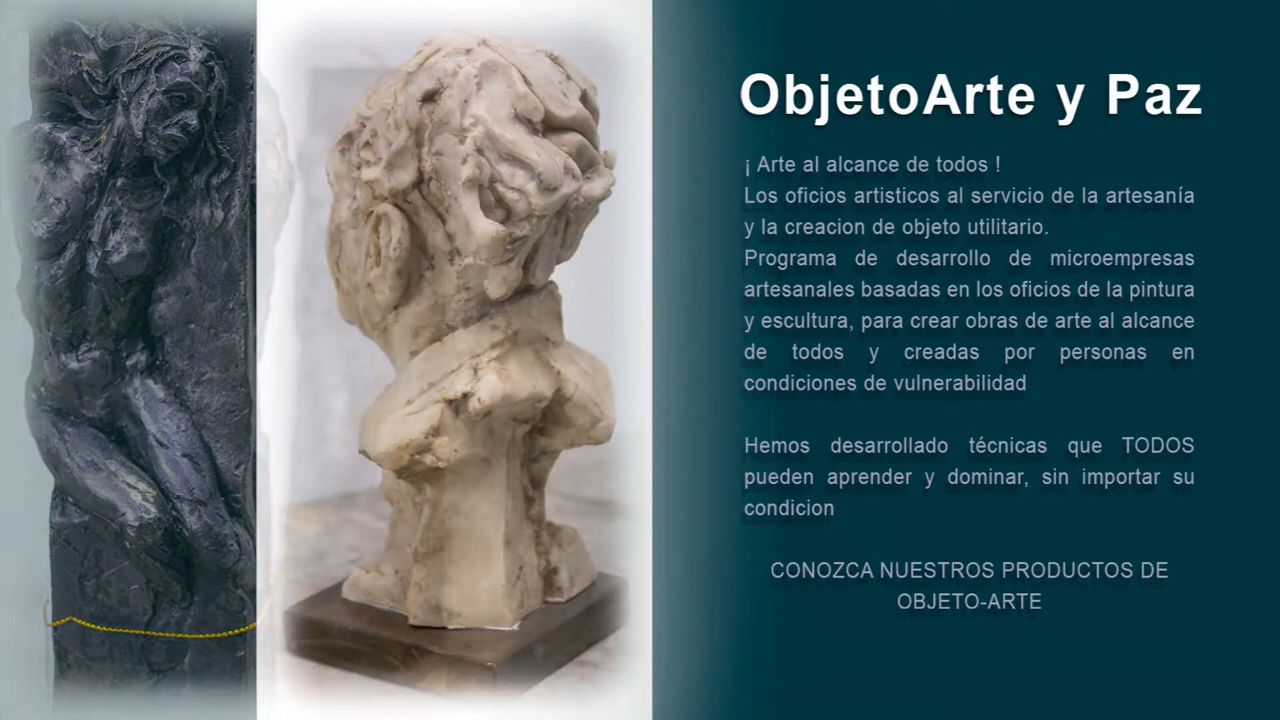 ObjetoArte y Paz
¡ Arte al alcance de todos !
Los oficios artisticos al servicio de la artesanía
y la creacion de objeto utilitario.
Programa de desarrollo de microempresas
artesanales basadas en los oficios de la pintura
y escultura, para crear obras de arte al alcance
de todos y creadas por personas en
condiciones de vulnerabilidad
Hemos desarrollado técnicas que TODOS
pueden aprender y dominar, sin importar su
condicion
CONOZCA NUESTROS PRODUCTOS DE
OBJETO-ARTE